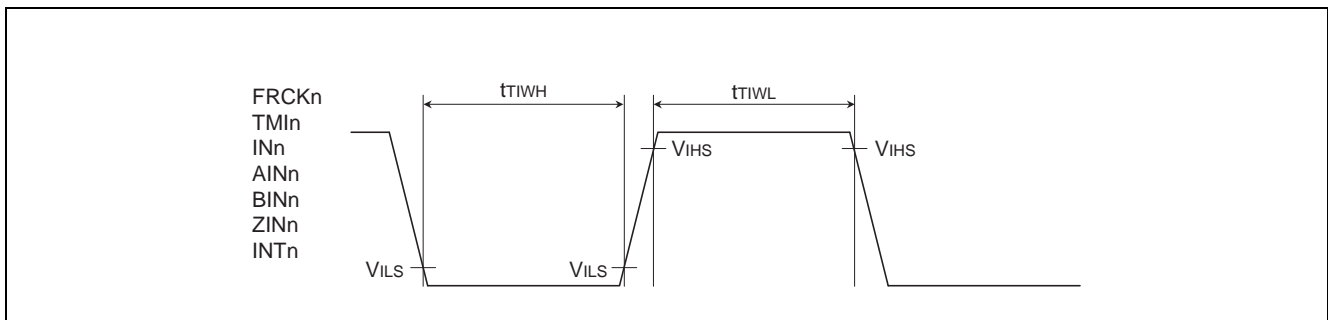 FRCKn
TMIn
INn
AINn
BINn
ZINn
INTn
tTIWH
tTIWL
VIHS
VIHS
VILS
VILS